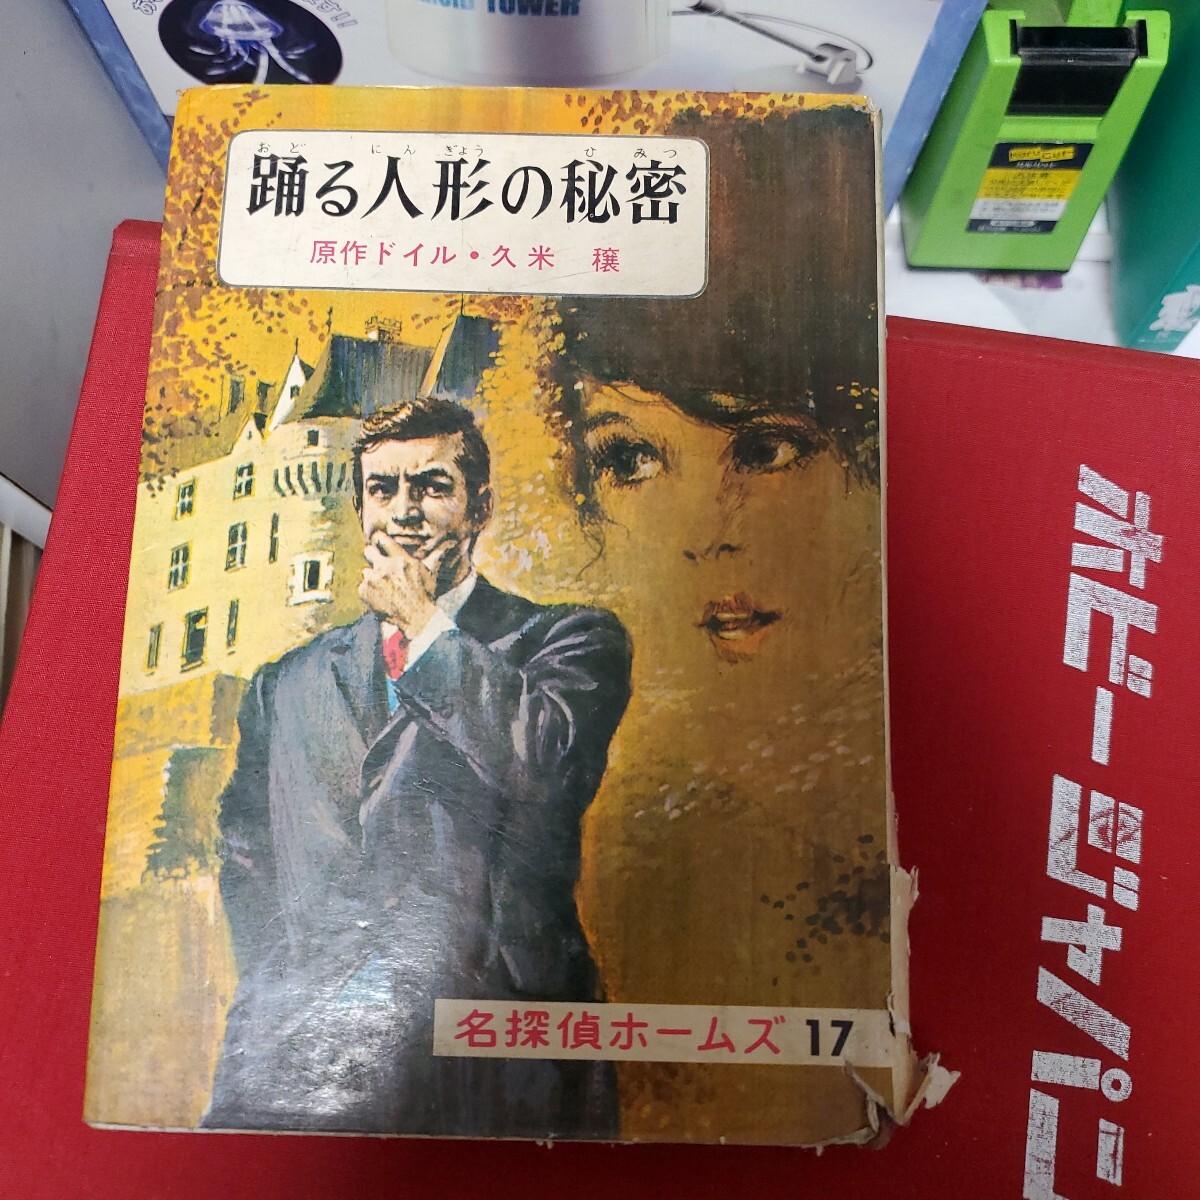 TOWER
おど にん ぎょう ひ みつ
踊る人形の秘密
原作ドイル・久米 穣
名探偵ホームズ 17
ホビージャパン